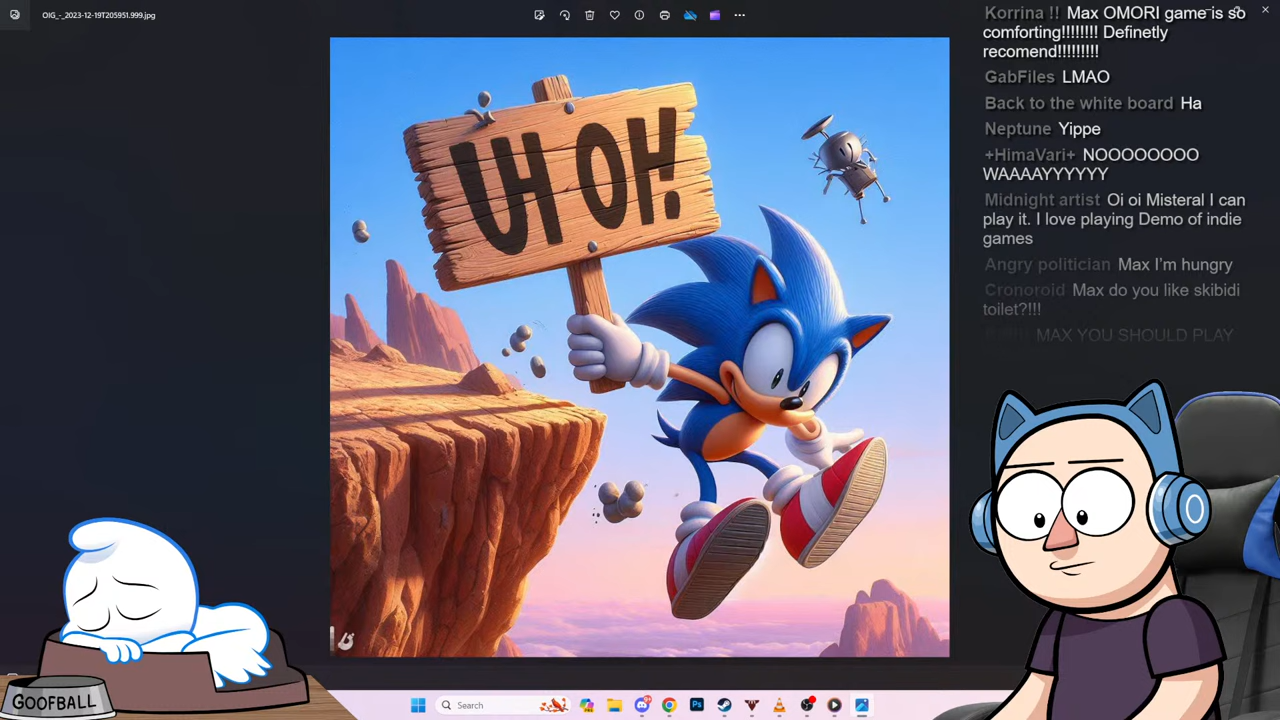 OIG_-_2023-12-19T205951.999.jpg
UH OH!
Korrina !! Max OMORI game is so
comforting!!!!!!!! Definetly
recomend!!!!!!!!!
GabFiles LMAO
Back to the white board Ha
Neptune Yippe
+HimaVari+ NOOOOOOOO
WAAAAYYYYYY
Midnight artist Oi oi Misteral I can
play it. I love playing Demo of indie
games
Angry politician Max I'm hungry
Cronoroid Max do you like skibidi
toilet?!!!
MAX YOU SHOULD PLAY
GOOFBALL
Search